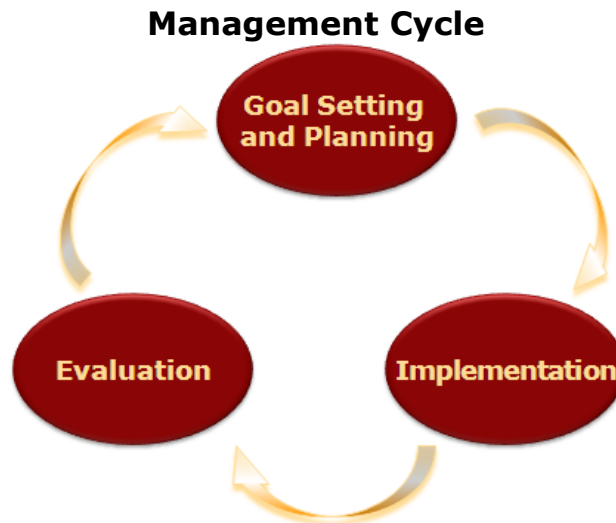 Management Cycle
Goal Setting
and Planning
Evaluation
Implementation